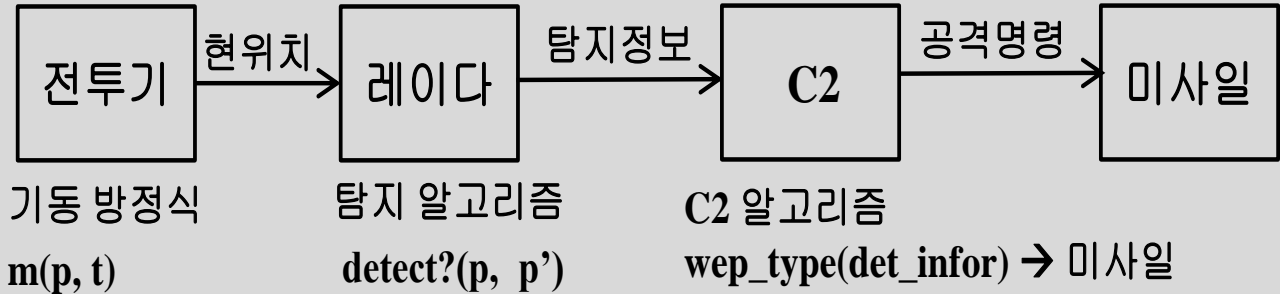 현위치
탐지정보
공격명령
전투기
레이다
C2
미사일
기동 방정식
탐지 알고리즘
C2 알고리즘
m(p, t)
detect?(p, p’)
wep_type(det_infor) → 미사일